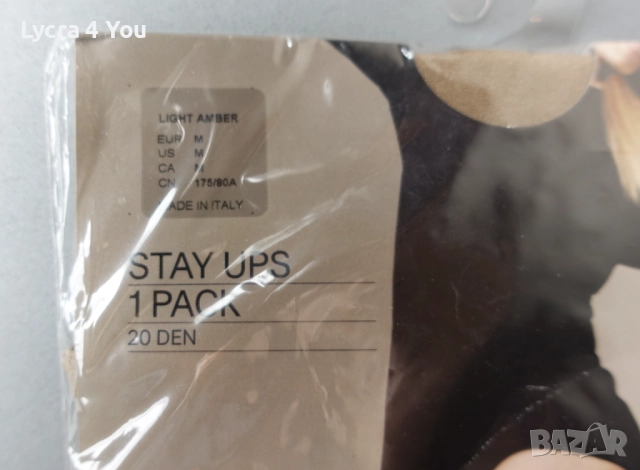 Lycra 4 You
LIGHT AMBER
EUR M
US M
CA M
CN 175/80A
MADE IN ITALY
STAY UPS
1 PACK
20 DEN
BAZAR